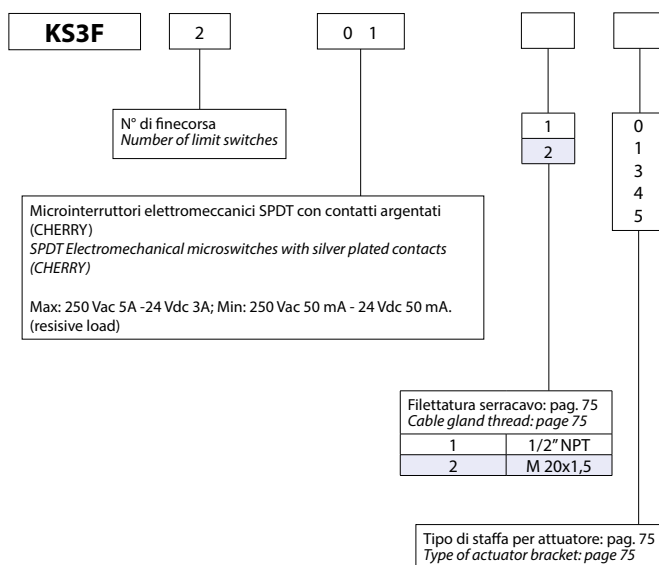 KS3F 2 0 1
N° di finecorsa
Number of limit switches
1
2
0
1
3
4
5
Microinterruttori elettromeccanici SPDT con contatti argentati
(CHERRY)
SPDT Electromechanical microswitches with silver plated contacts
(CHERRY)
Max: 250 Vac 5A -24 Vdc 3A; Min: 250 Vac 50 mA - 24 Vdc 50 mA.
(resisive load)
Filettatura serracavo: pag. 75
Cable gland thread: page 75
1 1/2” NPT
2 M 20x1,5
Tipo di staffa per attuatore: pag. 75
Type of actuator bracket: page 75